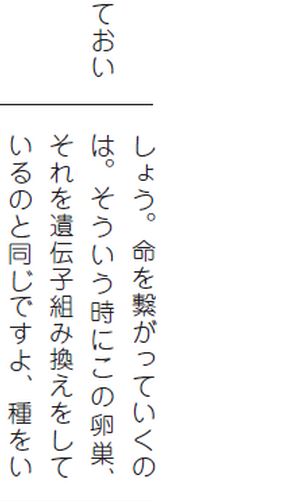 ておい
しょう。命を繋がっていくの
は。そういう時にこの卵巣、
それを遺伝子組み換えをして
いるのと同じですよ、種をい